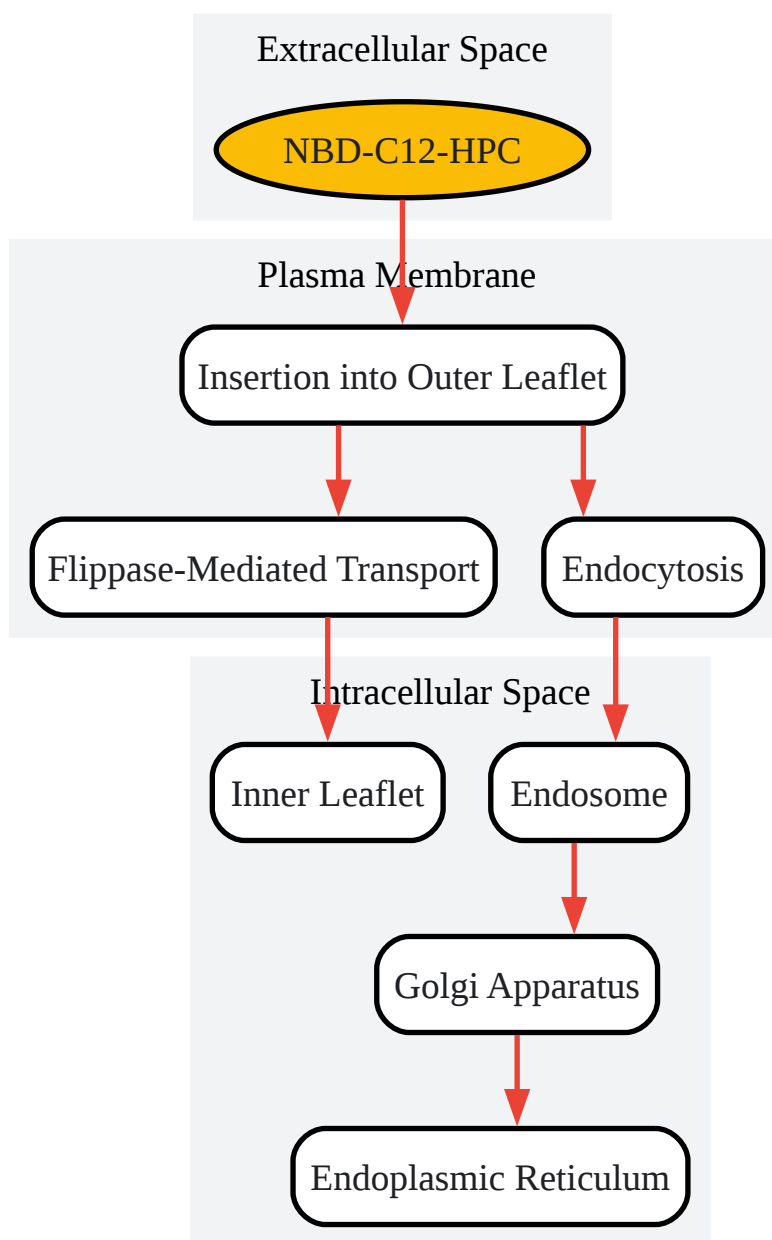 Extracellular Space
NBD-C12-HPC
Plasma Membrane
Insertion into Outer Leaflet
Flippase-Mediated Transport
Endocytosis
Intracellular Space
Inner Leaflet
Endosome
Golgi Apparatus
Endoplasmic Reticulum